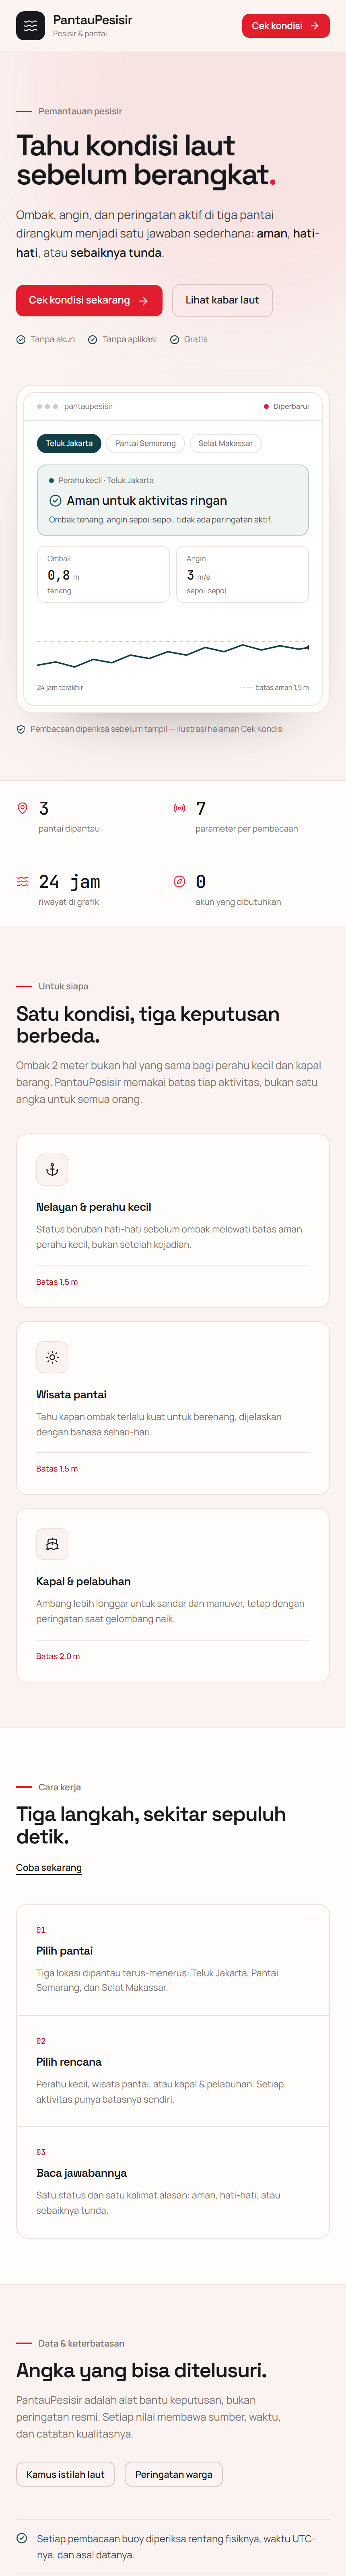 PantauPesisir
Pesisir & pantai
Cek kondisi
Pemantauan pesisir
Tahu kondisi laut
sebelum berangkat.
Ombak, angin, dan peringatan aktif di tiga pantai
dirangkum menjadi satu jawaban sederhana: aman, hati-
hati, atau sebaiknya tunda.
Cek kondisi sekarang
Lihat kabar laut
Tanpa akun
Tanpa aplikasi
Gratis
pantaupesisir
Diperbarui
Teluk Jakarta
Pantai Semarang
Selat Makassar
Perahu kecil · Teluk Jakarta
Aman untuk aktivitas ringan
Ombak tenang, angin sepoi-sepoi, tidak ada peringatan aktif.
Ombak
0,8 m
tenang
Angin
3 m/s
sepoi-sepoi
24 jam terakhir
batas aman 1,5 m
Pembacaan diperiksa sebelum tampil — ilustrasi halaman Cek Kondisi
3
pantai dipantau
7
parameter per pembacaan
24 jam
riwayat di grafik
0
akun yang dibutuhkan
Untuk siapa
Satu kondisi, tiga keputusan
berbeda.
Ombak 2 meter bukan hal yang sama bagi perahu kecil dan kapal
barang. PantauPesisir memakai batas tiap aktivitas, bukan satu
angka untuk semua orang.
Nelayan & perahu kecil
Status berubah hati-hati sebelum ombak melewati batas aman
perahu kecil, bukan setelah kejadian.
Batas 1,5 m
Wisata pantai
Tahu kapan ombak terlalu kuat untuk berenang, dijelaskan
dengan bahasa sehari-hari.
Batas 1,5 m
Kapal & pelabuhan
Ambang lebih longgar untuk sandar dan manuver, tetap dengan
peringatan saat gelombang naik.
Batas 2,0 m
Cara kerja
Tiga langkah, sekitar sepuluh
detik.
Coba sekarang
01
Pilih pantai
Tiga lokasi dipantau terus-menerus: Teluk Jakarta, Pantai
Semarang, dan Selat Makassar.
02
Pilih rencana
Perahu kecil, wisata pantai, atau kapal & pelabuhan. Setiap
aktivitas punya batasnya sendiri.
03
Baca jawabannya
Satu status dan satu kalimat alasan: aman, hati-hati, atau
sebaiknya tunda.
Data & keterbatasan
Angka yang bisa ditelusuri.
PantauPesisir adalah alat bantu keputusan, bukan
peringatan resmi. Setiap nilai membawa sumber, waktu,
dan catatan kualitasnya.
Kamus istilah laut
Peringatan warga
Setiap pembacaan buoy diperiksa rentang fisiknya, waktu UTC-
nya, dan asal datanya.